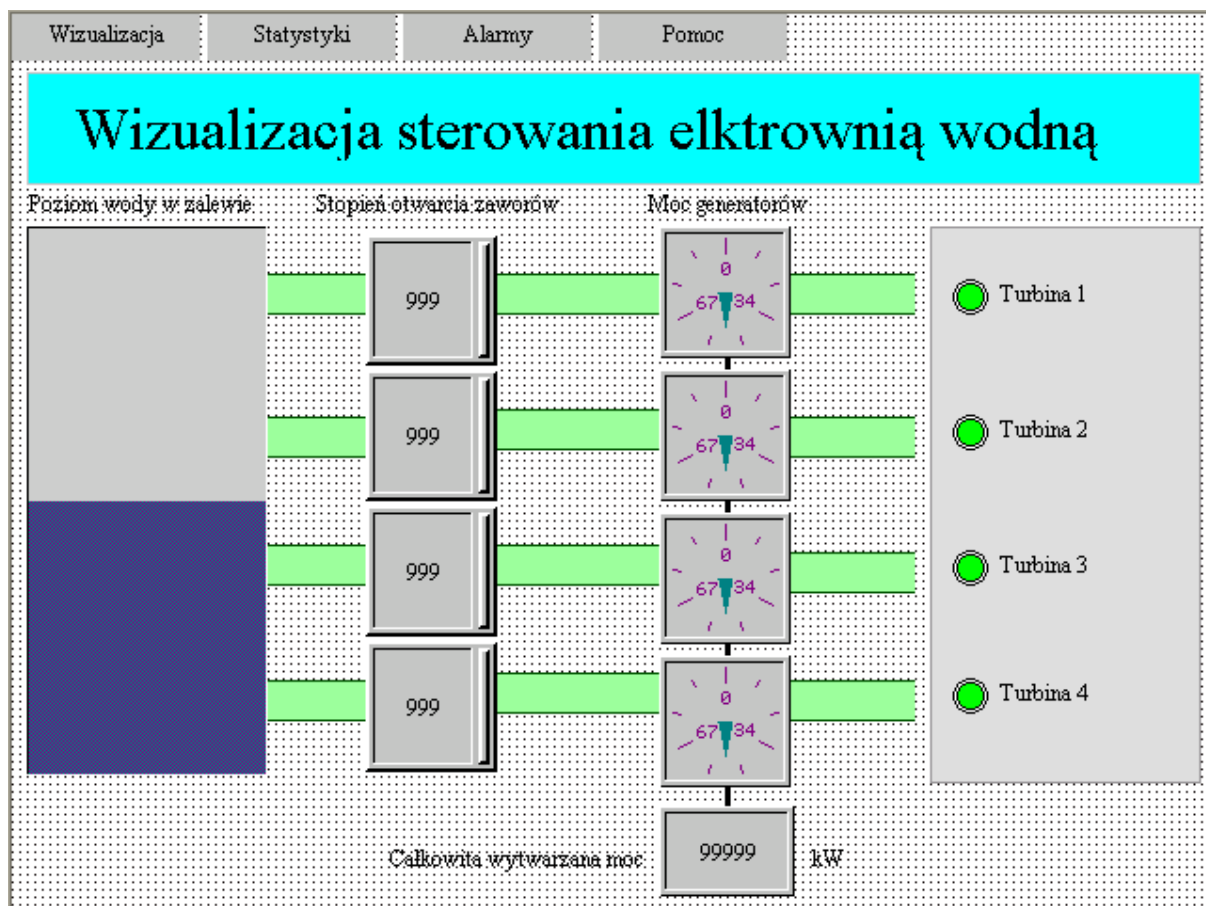 Wizualizacja Statystyki Alarmy Pomoc
Wizualizacja sterowania elktrownią wodną
Poziom wody w zalewie Stopień otwarcia zaworów Moc generatorów
999 0 67 34 Turbina 1
999 0 67 34 Turbina 2
999 0 67 34 Turbina 3
999 0 67 34 Turbina 4
Całkowita wytwarzana moc 99999 kW